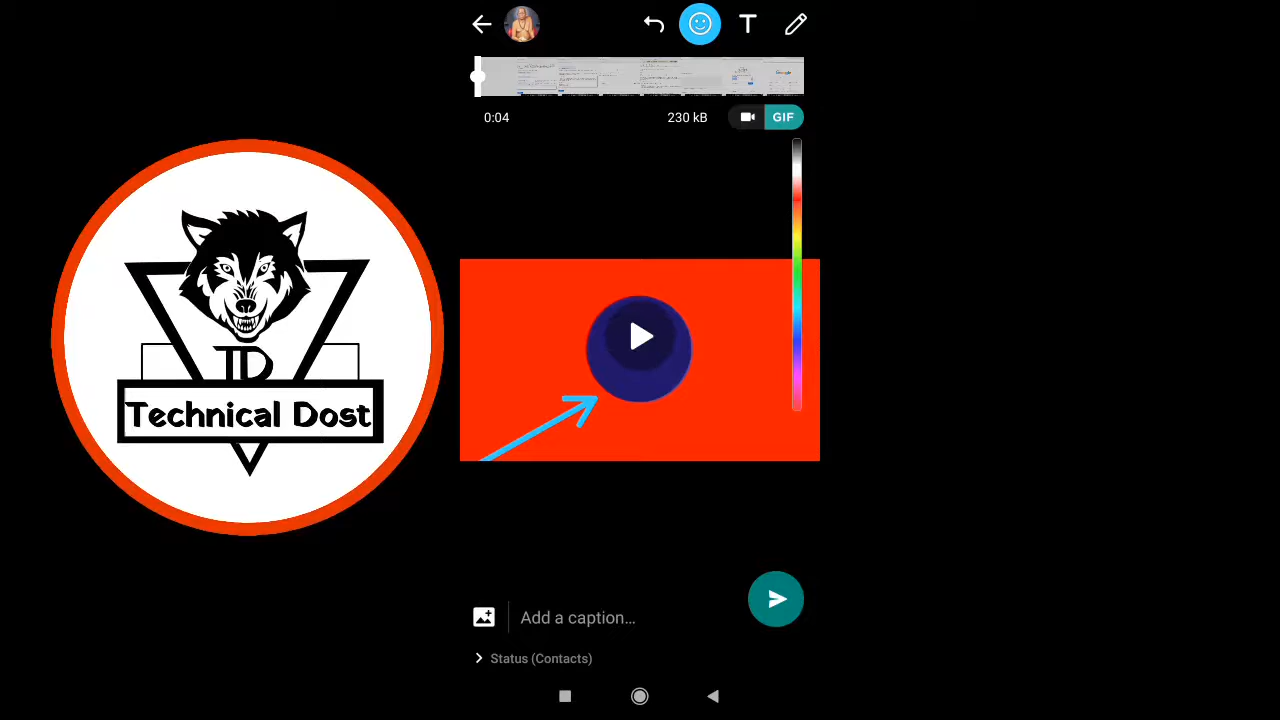 T
0:04
230 kB
GIF
TD
Technical Dost
Add a caption...
Status (Contacts)